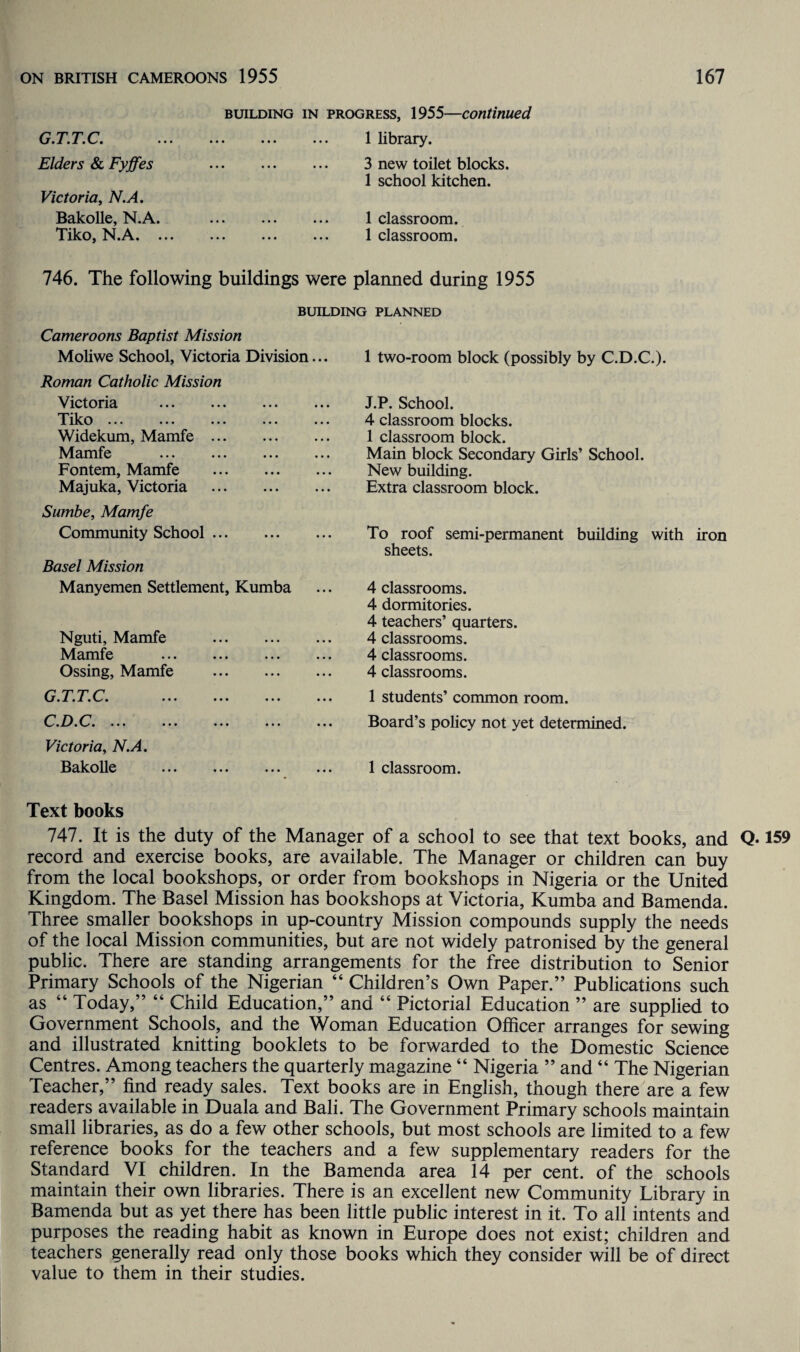 ON BRITISH CAMEROONS 1955 167
BUILDING IN PROGRESS, 1955—continued
G.T.T.C. ... ... ... ... 1 library.
Elders & Fyffes ... ... ... 3 new toilet blocks.
1 school kitchen.
Victoria, N.A.
Bakolle, N.A. ... ... ... 1 classroom.
Tiko, N.A. ... ... ... ... 1 classroom.
746. The following buildings were planned during 1955
BUILDING PLANNED
Cameroons Baptist Mission
Moliwe School, Victoria Division ... 1 two-room block (possibly by C.D.C.).
Roman Catholic Mission
Victoria ... ... ... ... J.P. School.
Tiko ... ... ... ... ... 4 classroom blocks.
Widekum, Mamfe ... ... ... 1 classroom block.
Mamfe ... ... ... ... Main block Secondary Girls’ School.
Fontem, Mamfe ... ... ... New building.
Majuka, Victoria ... ... ... Extra classroom block.
Sumbe, Mamfe
Community School ... ... ... To roof semi-permanent building with iron
sheets.
Basel Mission
Manyemen Settlement, Kumba ... 4 classrooms.
4 dormitories.
4 teachers’ quarters.
Nguti, Mamfe ... ... ... 4 classrooms.
Mamfe ... ... ... ... 4 classrooms.
Ossing, Mamfe ... ... ... 4 classrooms.
G.T.T.C. ... ... ... ... 1 students’ common room.
C.D.C. ... ... ... ... ... Board’s policy not yet determined.
Victoria, N.A.
Bakolle ... ... ... ... 1 classroom.
Text books
747. It is the duty of the Manager of a school to see that text books, and Q. 159
record and exercise books, are available. The Manager or children can buy
from the local bookshops, or order from bookshops in Nigeria or the United
Kingdom. The Basel Mission has bookshops at Victoria, Kumba and Bamenda.
Three smaller bookshops in up-country Mission compounds supply the needs
of the local Mission communities, but are not widely patronised by the general
public. There are standing arrangements for the free distribution to Senior
Primary Schools of the Nigerian “ Children’s Own Paper.” Publications such
as “ Today,” “ Child Education,” and “ Pictorial Education ” are supplied to
Government Schools, and the Woman Education Officer arranges for sewing
and illustrated knitting booklets to be forwarded to the Domestic Science
Centres. Among teachers the quarterly magazine “ Nigeria ” and “ The Nigerian
Teacher,” find ready sales. Text books are in English, though there are a few
readers available in Duala and Bali. The Government Primary schools maintain
small libraries, as do a few other schools, but most schools are limited to a few
reference books for the teachers and a few supplementary readers for the
Standard VI children. In the Bamenda area 14 per cent. of the schools
maintain their own libraries. There is an excellent new Community Library in
Bamenda but as yet there has been little public interest in it. To all intents and
purposes the reading habit as known in Europe does not exist; children and
teachers generally read only those books which they consider will be of direct
value to them in their studies.